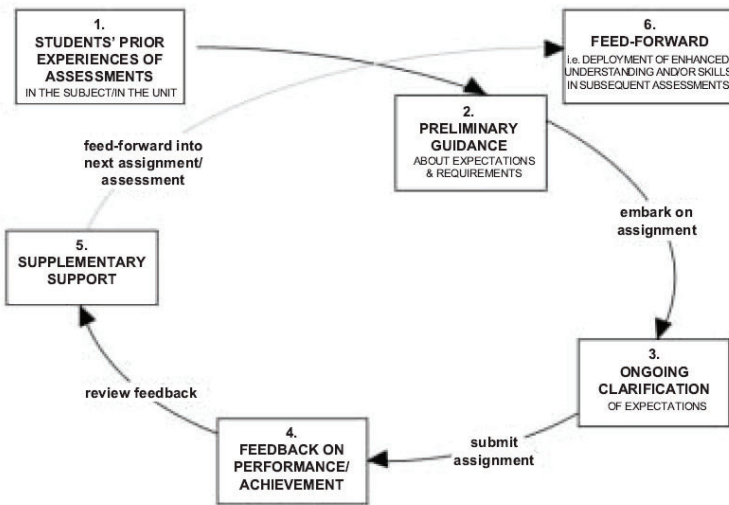 1.
STUDENTS' PRIOR
EXPERIENCES OF
ASSESSMENTS
IN THE SUBJECT/IN THE UNIT
6.
FEED-FORWARD
i.e. DEPLOYMENT OF ENHANCED
UNDERSTANDING AND/OR SKILLS
IN SUBSEQUENT ASSESSMENTS
2.
PRELIMINARY
GUIDANCE
ABOUT EXPECTATIONS
& REQUIREMENTS
feed-forward into
next assignment/
assessment
embark on
assignment
5.
SUPPLEMENTARY
SUPPORT
3.
ONGOING
CLARIFICATION
OF EXPECTATIONS
review feedback
4.
FEEDBACK ON
PERFORMANCE/
ACHIEVEMENT
submit
assignment